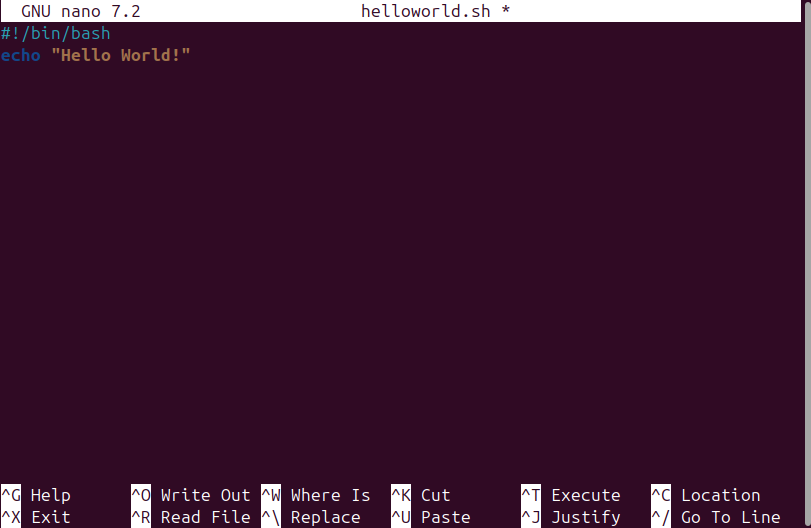 GNU nano 7.2 helloworld.sh *
#!/bin/bash
echo "Hello World!"
^G Help ^O Write Out ^W Where Is ^K Cut ^T Execute ^C Location
^X Exit ^R Read File ^\ Replace ^U Paste ^J Justify ^/ Go To Line